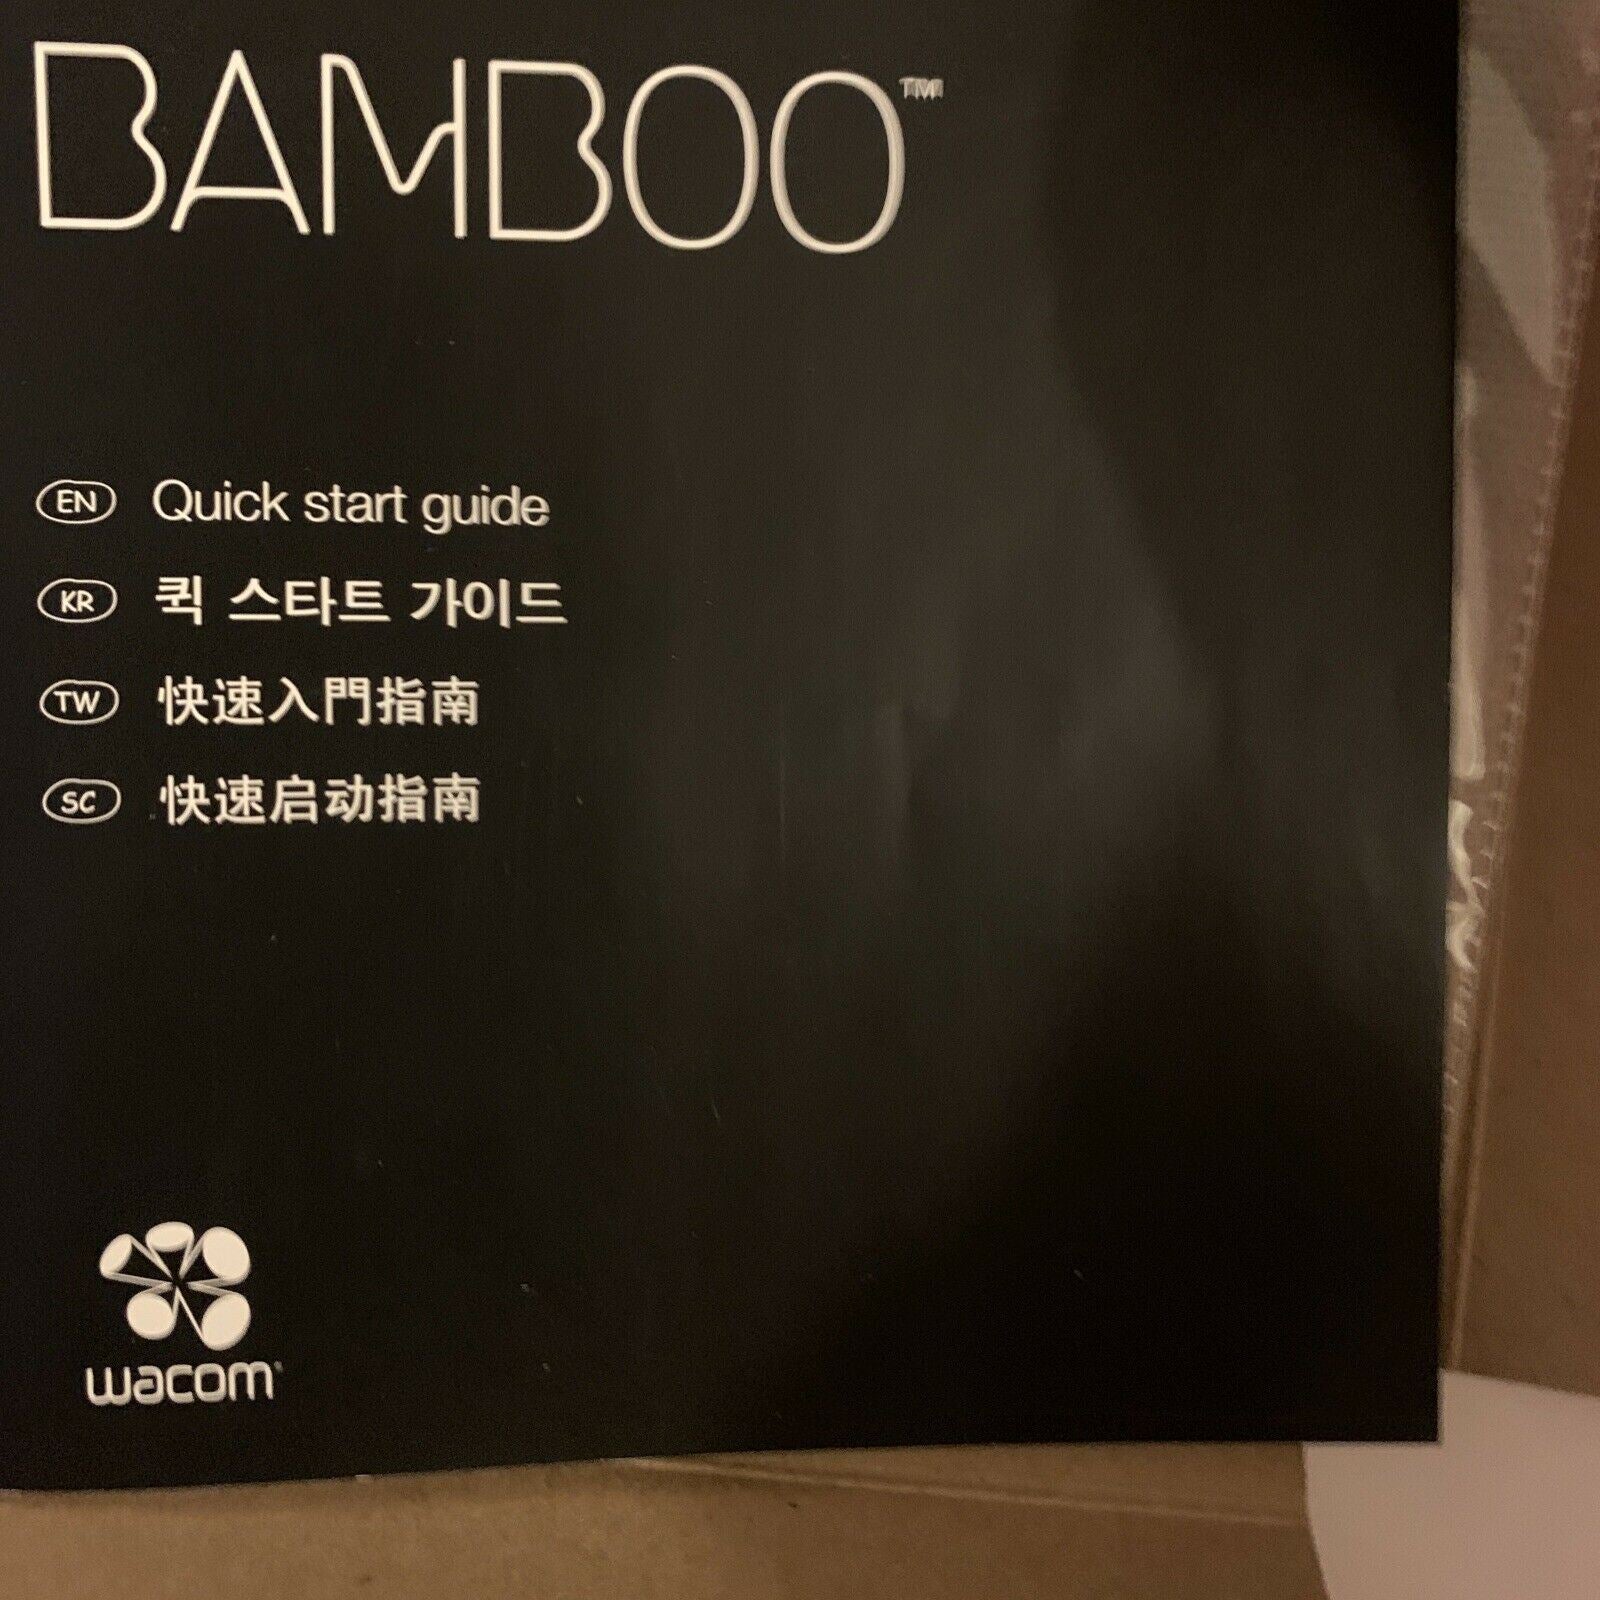 BAMBOO™
EN Quick start guide
KR 퀵 스타트 가이드
TW 快速入門指南
SC 快速启动指南
wacom®